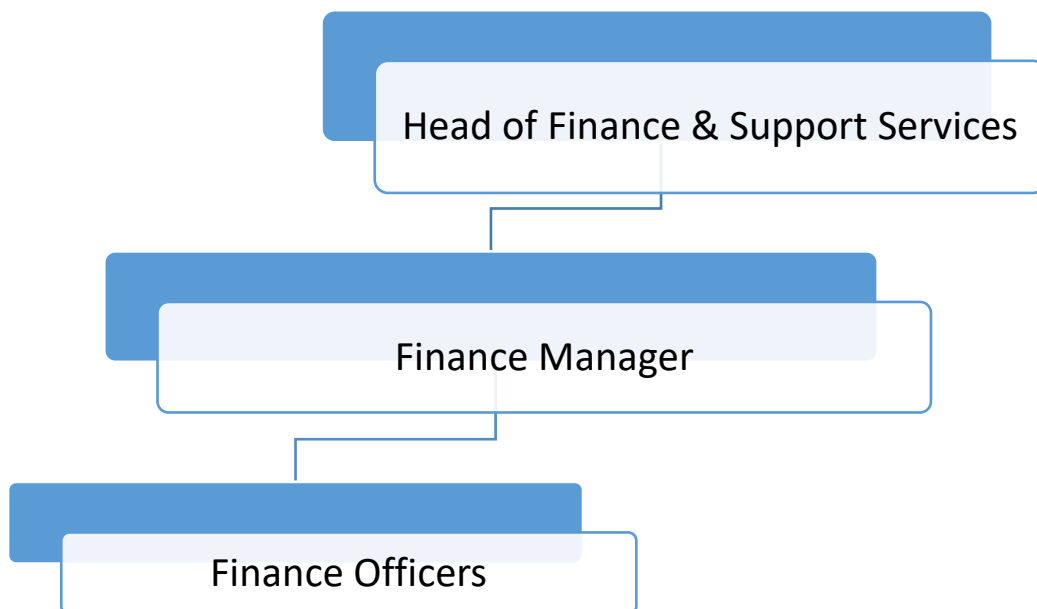 Head of Finance & Support Services
Finance Manager
Finance Officers